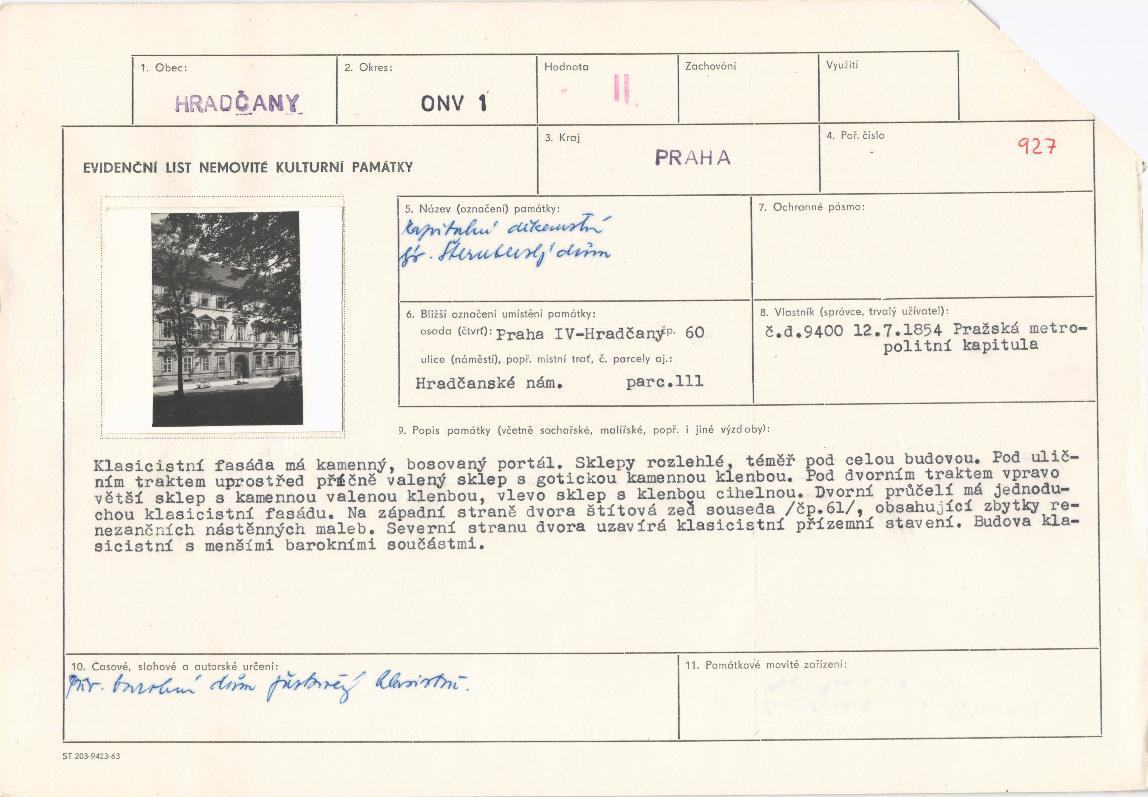 1. Obec:
HRADČANY
2. Okres:
ONV 1
Hodnota
II
Zachování
Využití
EVIDENČNÍ LIST NEMOVITÉ KULTURNÍ PAMÁTKY
3. Kraj
PRAHA
4. Poř. číslo
-
927
5. Název (označení) památky:
Kapitulní děkanství
Šternberský dům
7. Ochranné pásmo:
6. Bližší označení umístění památky:
osada (čtvrť): Praha IV-Hradčany čp. 60
ulice (náměstí), popř. místní trať, č. parcely aj.:
Hradčanské nám. parc.111
8. Vlastník (správce, trvalý uživatel):
č.d.9400 12.7.1854 Pražská metro-
politní kapitula
9. Popis památky (včetně sochařské, malířské, popř. i jiné výzdoby):
Klasicistní fasáda má kamenný, bosovaný portál. Sklepy rozlehlé, téměř pod celou budovou. Pod ulič-
ním traktem uprostřed příčně valený sklep s gotickou kamennou klenbou. Pod dvorním traktem vpravo
větší sklep s kamennou valenou klenbou, vlevo sklep s klenbou cihelnou. Dvorní průčelí má jednodu-
chou klasicistní fasádu. Na západní straně dvora štítová zeď souseda /čp.61/, obsahující zbytky re-
nezančních nástěnných maleb. Severní stranu dvora uzavírá klasicistní přízemní stavení. Budova kla-
sicistní s menšími barokními součástmi.
10. Časové, slohové a autorské určení:
pův. barokní dům
11. Památkové movité zařízení:
ST 203-9423-63